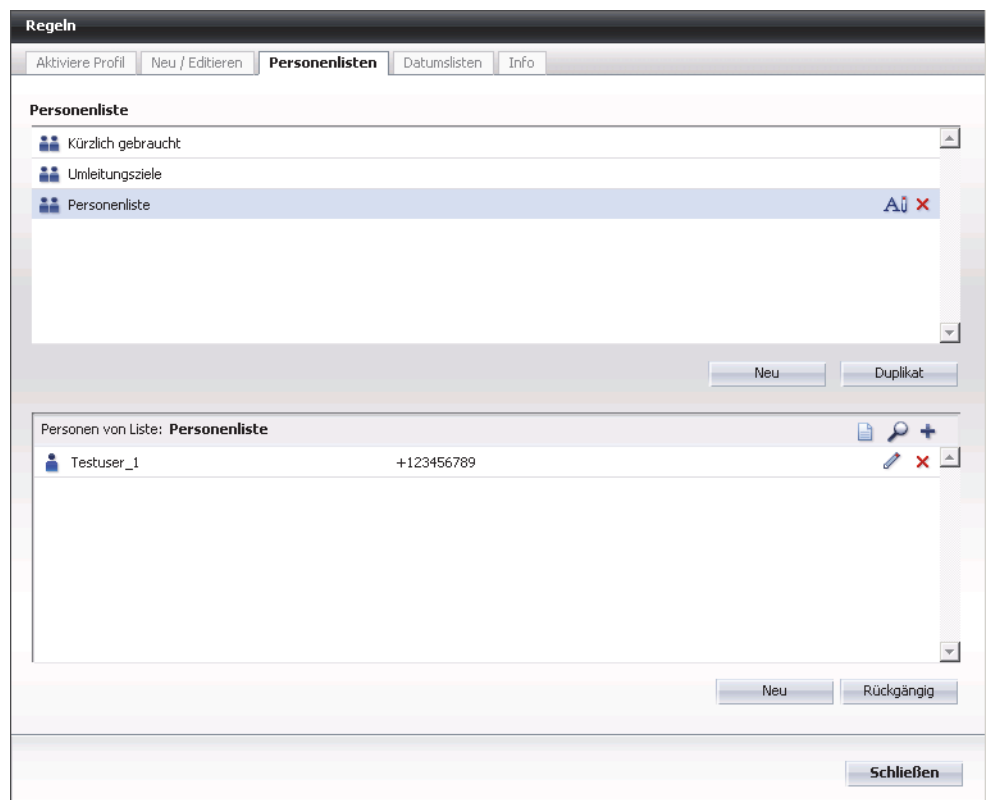 Regeln
Aktiviere Profil Neu / Editieren Personenlisten Datumslisten Info
Personenliste
Kürzlich gebraucht
Umleitungsziele
Personenliste
Neu Duplikat
Personen von Liste: Personenliste
Testuser_1 +123456789
Neu Rückgängig
Schließen